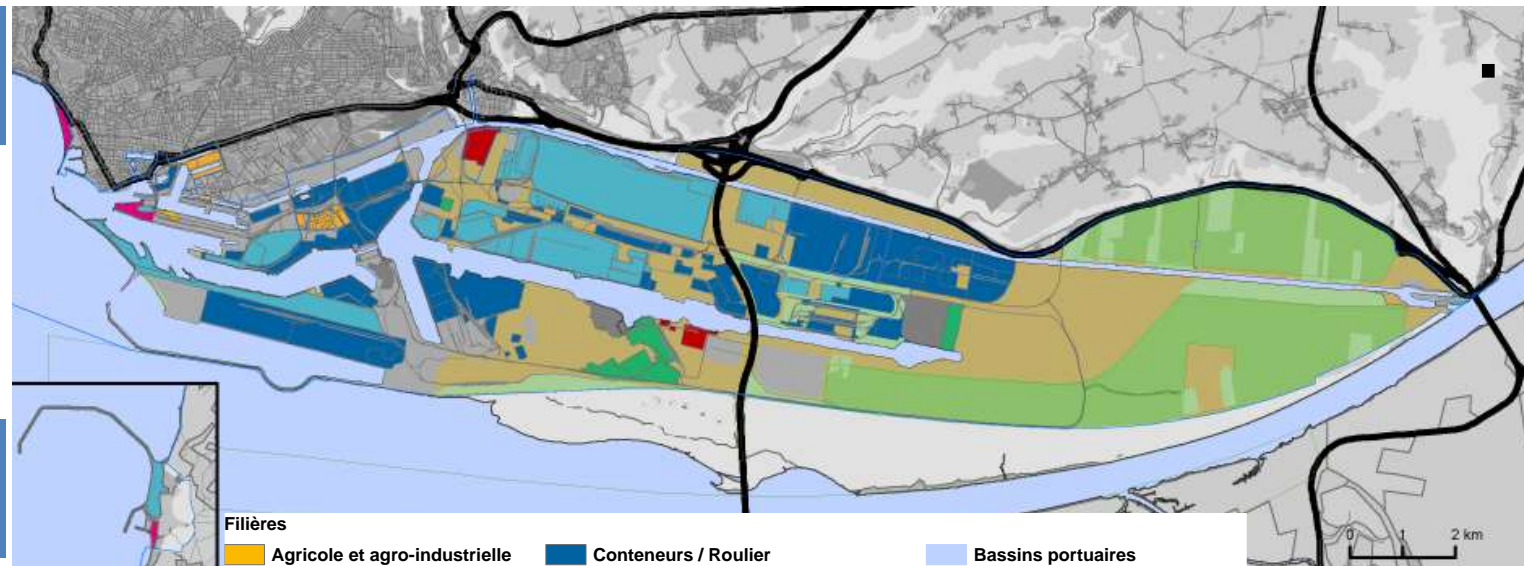 0 1 2 km
Filières
Agricole et agro-industrielle Conteneurs / Roulier Bassins portuaires